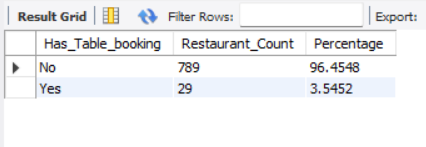 Result Grid Filter Rows: Export:
Has_Table_booking Restaurant_Count Percentage
No 789 96.4548
Yes 29 3.5452